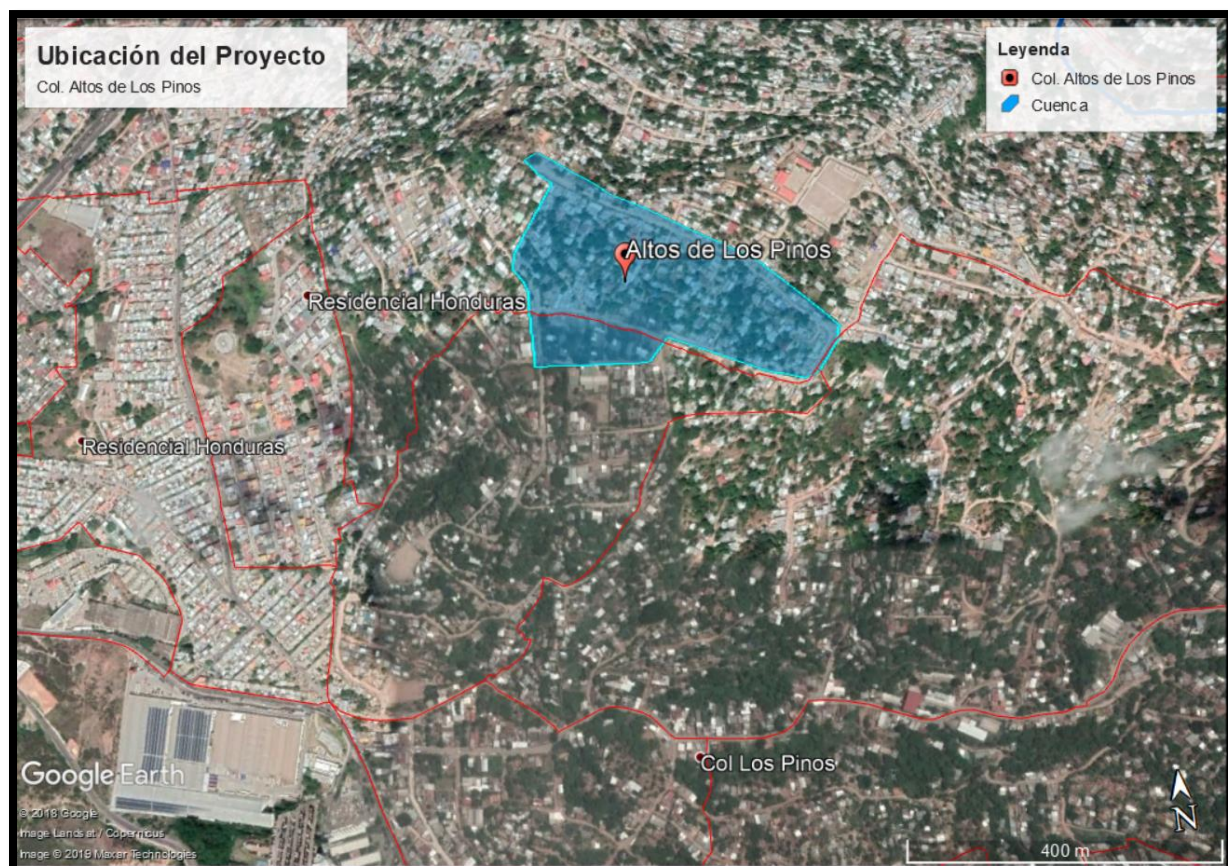 Ubicación del Proyecto
Col. Altos de Los Pinos
Leyenda
Col. Altos de Los Pinos
Cuenca
Altos de Los Pinos
Residencial Honduras
Residencial Honduras
Col Los Pinos
Google Earth
© 2018 Google
Image Landsat / Copernicus
Image © 2019 Maxar Technologies
400 m
N